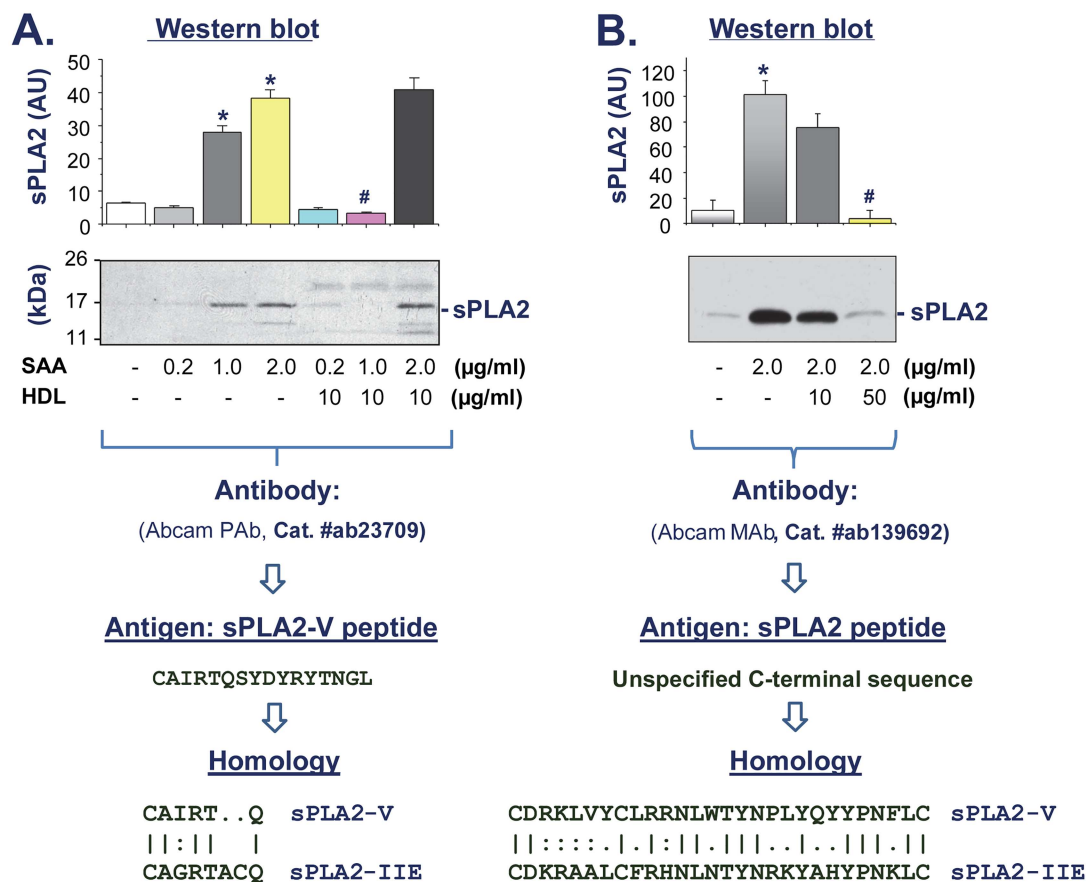 A.
Western blot
sPLA2 (AU)
50
40
30
20
10
0
*
*
#
(kDa)
26
17
11
- sPLA2
SAA - 0.2 1.0 2.0 0.2 1.0 2.0 (µg/ml)
HDL - - - - 10 10 10 (µg/ml)
Antibody:
(Abcam PAb, Cat. #ab23709)
Antigen: sPLA2-V peptide
CAIRTQSYDYRYTNGL
Homology
CAIRT..Q sPLA2-V
||:|| |
CAGRTACQ sPLA2-IIE
B.
Western blot
sPLA2 (AU)
120
100
80
60
40
20
0
*
#
- sPLA2
- 2.0 2.0 2.0 (µg/ml)
- - 10 50 (µg/ml)
Antibody:
(Abcam MAb, Cat. #ab139692)
Antigen: sPLA2 peptide
Unspecified C-terminal sequence
Homology
CDRKLVYCLRRNLWTYNPLYQYYPNFLC sPLA2-V
||::::.|.|:||.|||..|..|||.||
CDKRAALCFRHNLNTYNRKYAHYPNKLC sPLA2-IIE